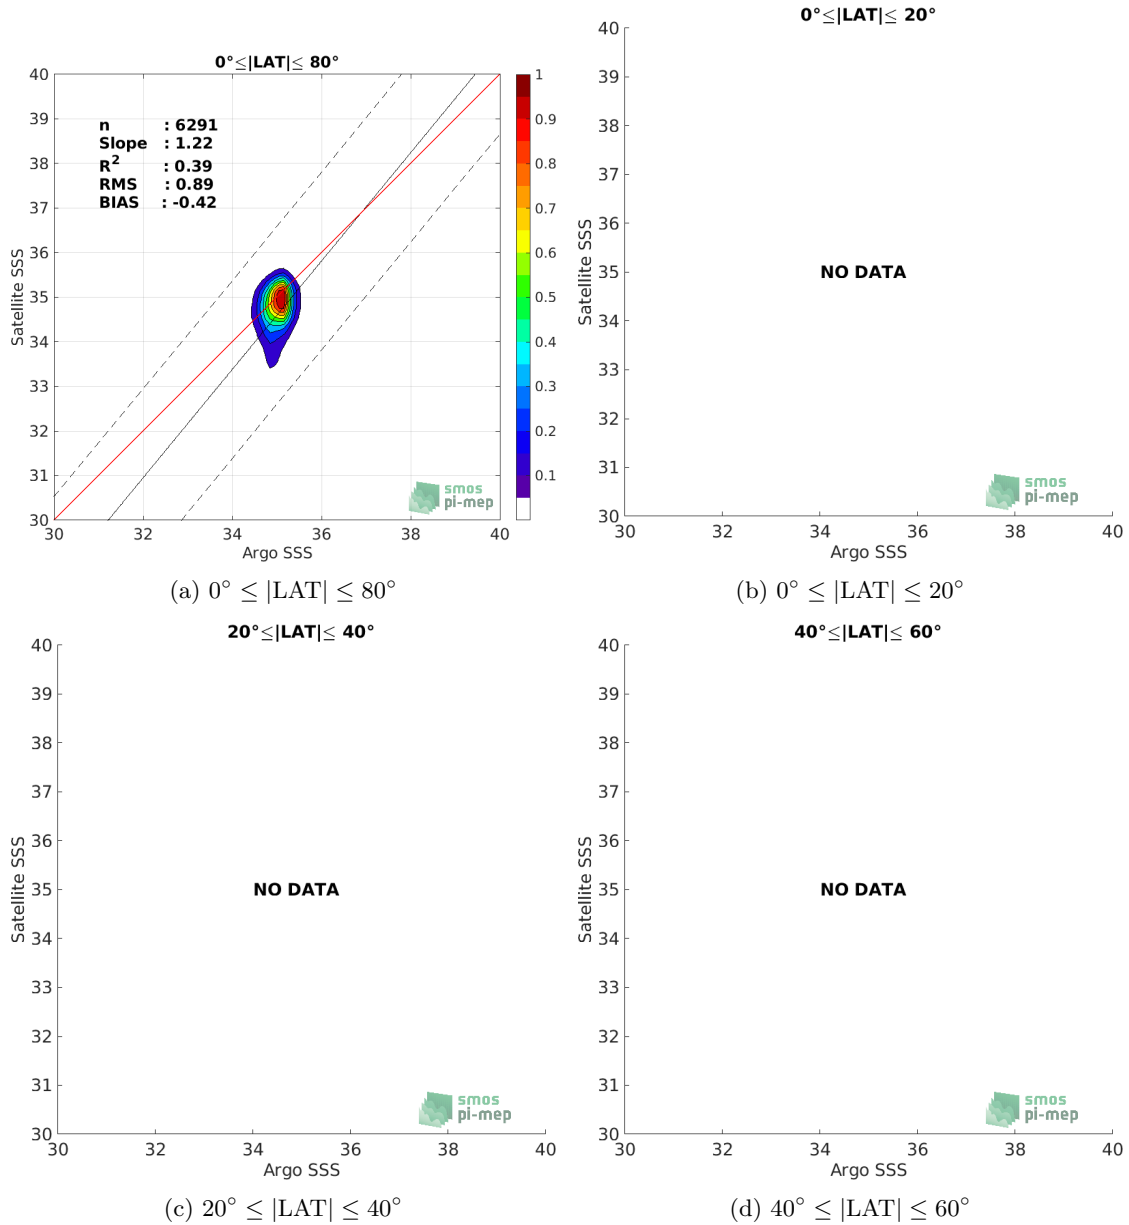 0°≤|LAT|≤ 80°
40
39
38
37
36
35
34
33
32
31
30
Satellite SSS
n : 6291
Slope : 1.22
R² : 0.39
RMS : 0.89
BIAS : -0.42
smos
pi-mep
30 32 34 36 38 40
Argo SSS
1
0.9
0.8
0.7
0.6
0.5
0.4
0.3
0.2
0.1
(a) 0° ≤ |LAT| ≤ 80°
0°≤|LAT|≤ 20°
40
39
38
37
36
35
34
33
32
31
30
Satellite SSS
NO DATA
smos
pi-mep
30 32 34 36 38 40
Argo SSS
(b) 0° ≤ |LAT| ≤ 20°
20°≤|LAT|≤ 40°
40
39
38
37
36
35
34
33
32
31
30
Satellite SSS
NO DATA
smos
pi-mep
30 32 34 36 38 40
Argo SSS
(c) 20° ≤ |LAT| ≤ 40°
40°≤|LAT|≤ 60°
40
39
38
37
36
35
34
33
32
31
30
Satellite SSS
NO DATA
smos
pi-mep
30 32 34 36 38 40
Argo SSS
(d) 40° ≤ |LAT| ≤ 60°